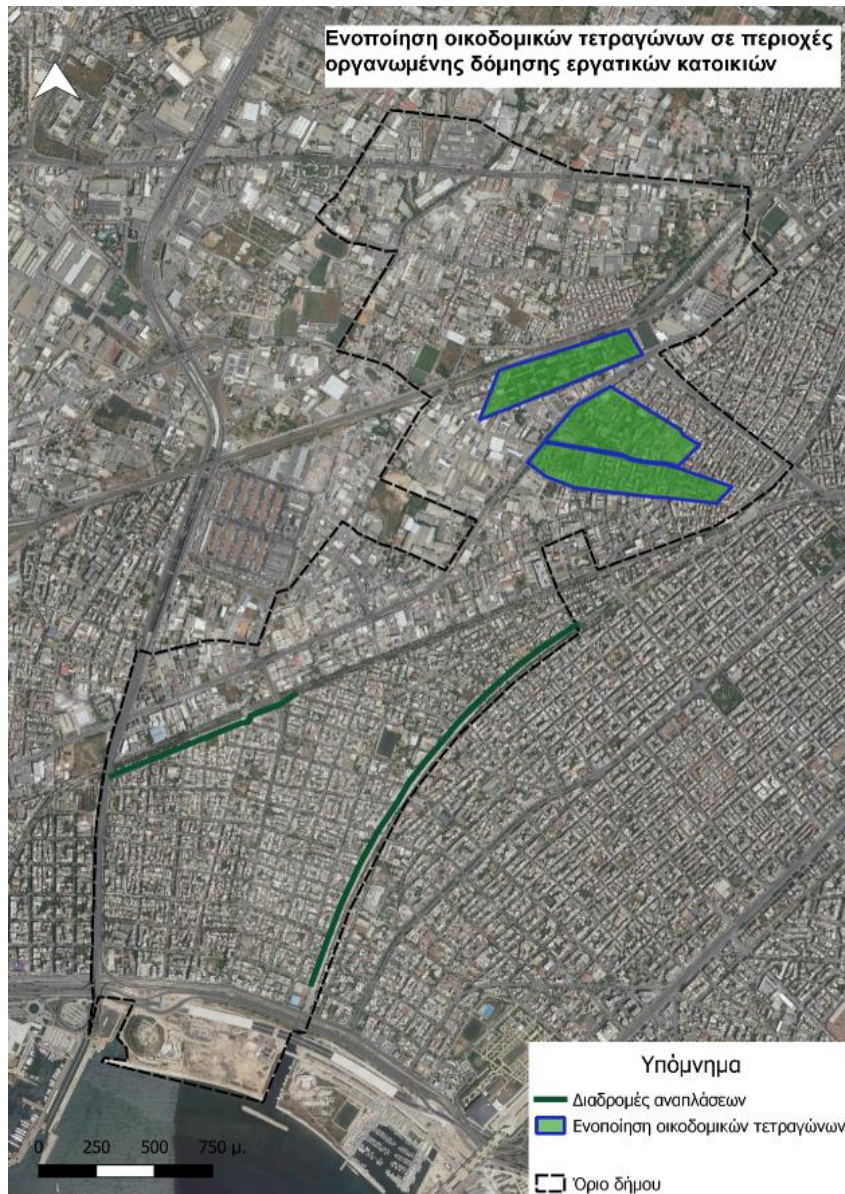 Ενοποίηση οικοδομικών τετραγώνων σε περιοχές
οργανωμένης δόμησης εργατικών κατοικιών
Υπόμνημα
Διαδρομές αναπλάσεων
Ενοποίηση οικοδομικών τετραγώνων
Όριο δήμου
0 250 500 750 μ.